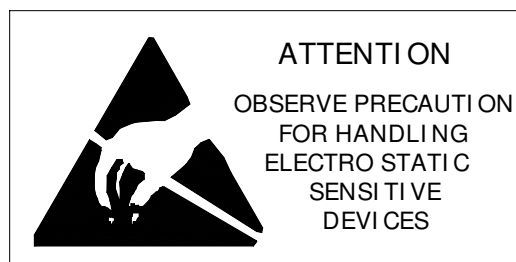 ATTENTION
OBSERVE PRECAUTION
FOR HANDLING
ELECTRO STATIC
SENSITIVE
DEVICES